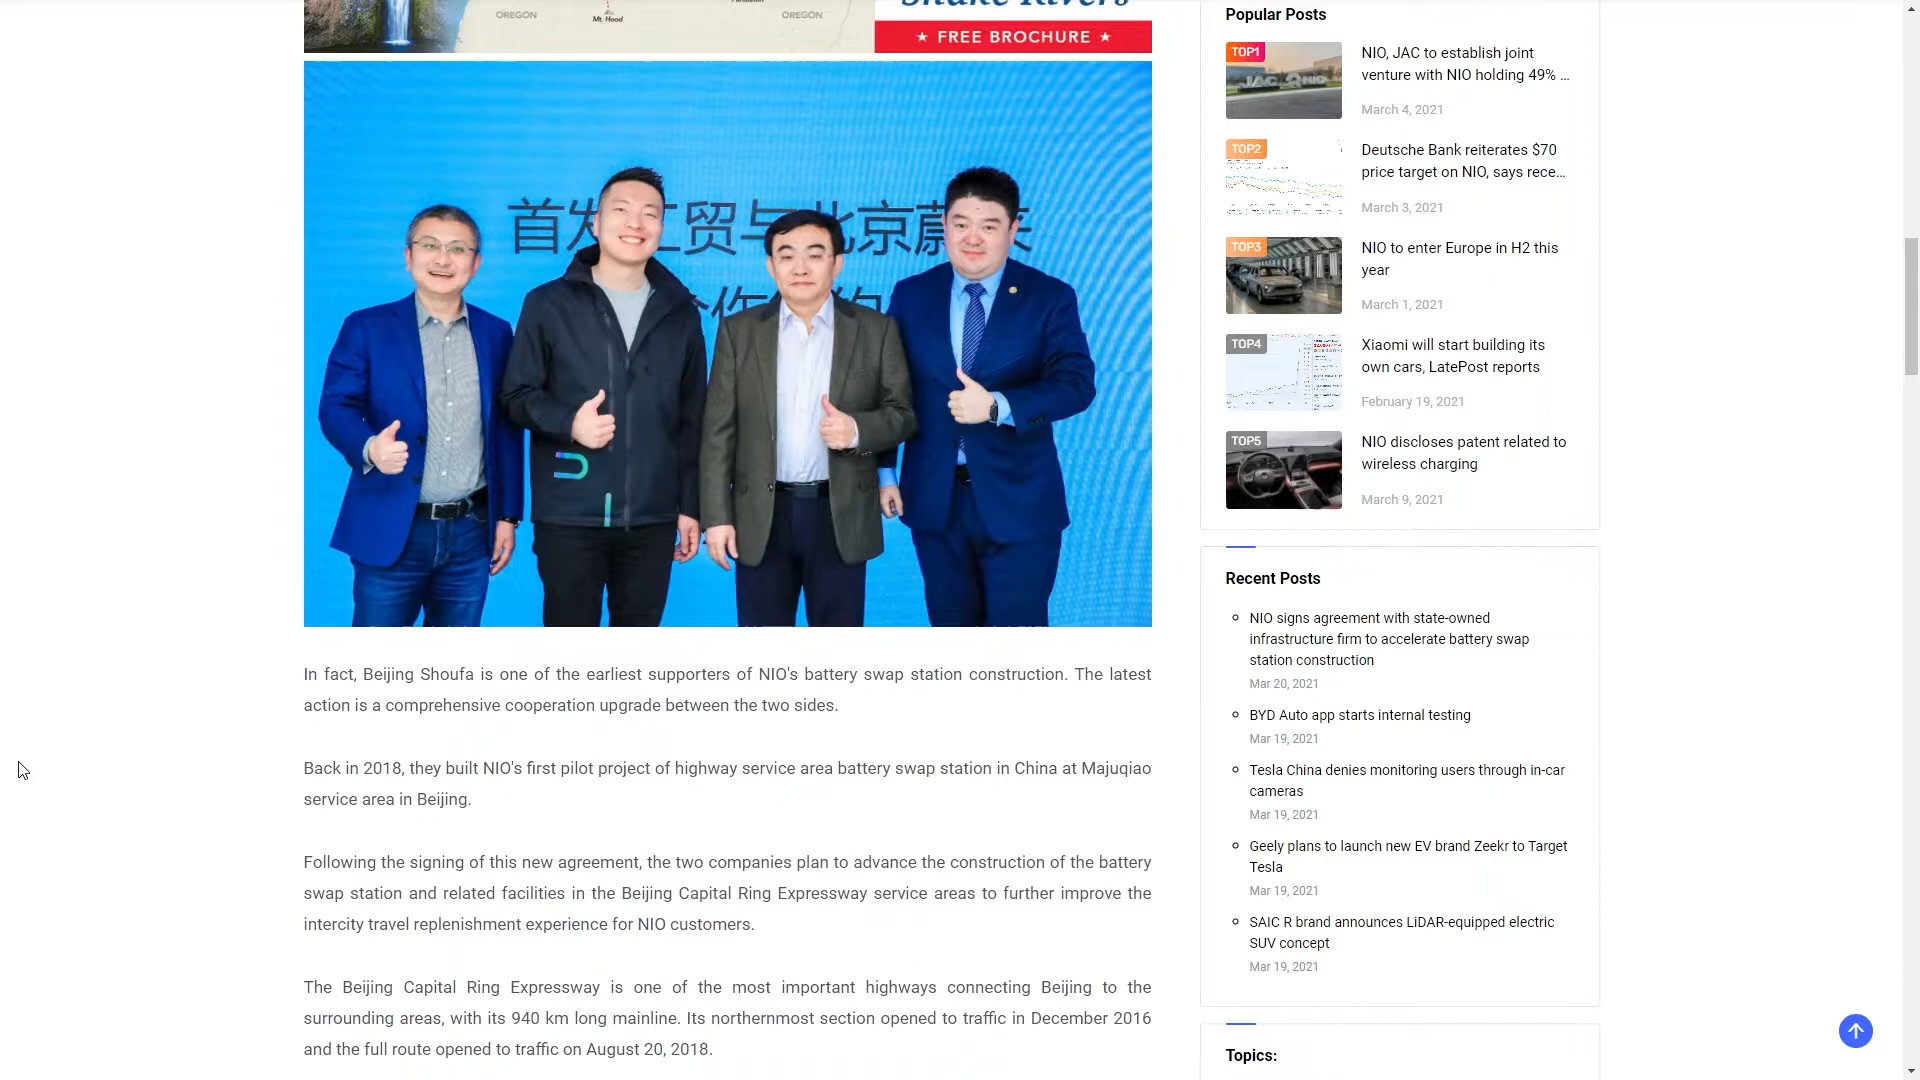 OREGON
Mt. Hood
OREGON
Snake Rivers
★ FREE BROCHURE ★
首发工贸与北京蔚来
合作
In fact, Beijing Shoufa is one of the earliest supporters of NIO's battery swap station construction. The latest
action is a comprehensive cooperation upgrade between the two sides.
Back in 2018, they built NIO's first pilot project of highway service area battery swap station in China at Majuqiao
service area in Beijing.
Following the signing of this new agreement, the two companies plan to advance the construction of the battery
swap station and related facilities in the Beijing Capital Ring Expressway service areas to further improve the
intercity travel replenishment experience for NIO customers.
The Beijing Capital Ring Expressway is one of the most important highways connecting Beijing to the
surrounding areas, with its 940 km long mainline. Its northernmost section opened to traffic in December 2016
and the full route opened to traffic on August 20, 2018.
Popular Posts
TOP1
JAC NIO
NIO, JAC to establish joint
venture with NIO holding 49% ...
March 4, 2021
TOP2
Deutsche Bank reiterates $70
price target on NIO, says rece...
March 3, 2021
TOP3
NIO to enter Europe in H2 this
year
March 1, 2021
TOP4
Xiaomi will start building its
own cars, LatePost reports
February 19, 2021
TOP5
NIO discloses patent related to
wireless charging
March 9, 2021
Recent Posts
NIO signs agreement with state-owned
infrastructure firm to accelerate battery swap
station construction
Mar 20, 2021
BYD Auto app starts internal testing
Mar 19, 2021
Tesla China denies monitoring users through in-car
cameras
Mar 19, 2021
Geely plans to launch new EV brand Zeekr to Target
Tesla
Mar 19, 2021
SAIC R brand announces LiDAR-equipped electric
SUV concept
Mar 19, 2021
Topics: